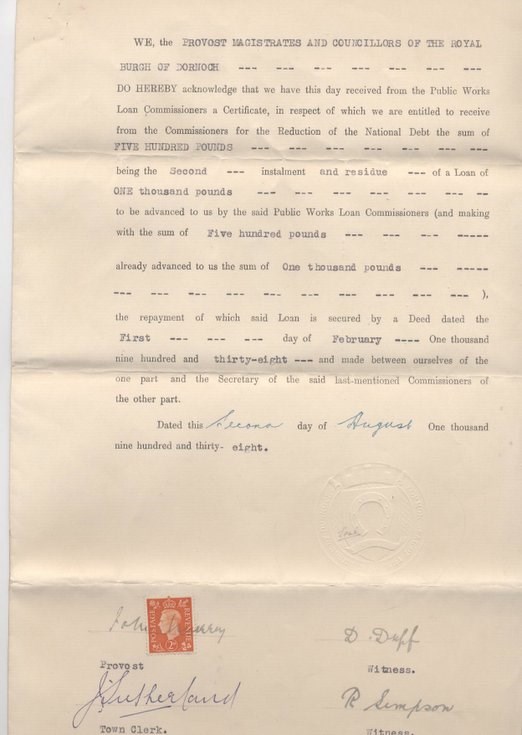 WE, the PROVOST MAGISTRATES AND COUNCILLORS OF THE ROYAL
BURGH OF DORNOCH --- --- --- --- --- --- ---
DO HEREBY acknowledge that we have this day received from the Public Works
Loan Commissioners a Certificate, in respect of which we are entitled to receive
from the Commissioners for the Reduction of the National Debt the sum of
FIVE HUNDRED POUNDS --- --- --- --- --- --- ---
being the Second --- instalment and residue --- of a Loan of
ONE thousand pounds --- --- --- --- --- --- --
to be advanced to us by the said Public Works Loan Commissioners (and making
with the sum of Five hundred pounds --- --- --- -----
already advanced to us the sum of One thousand pounds --- -----
--- --- --- --- --- --- --- --- --- --- ),
the repayment of which said Loan is secured by a Deed dated the
First --- --- --- day of February ---- One thousand
nine hundred and thirty-eight --- and made between ourselves of the
one part and the Secretary of the said last-mentioned Commissioners of
the other part.
Dated this Second day of August One thousand
nine hundred and thirty- eight.
John
POSTAGE REVENUE
2D
D. Duff
Provost
Witness.
J Sutherland
R Simpson
Town Clerk.
Witness.